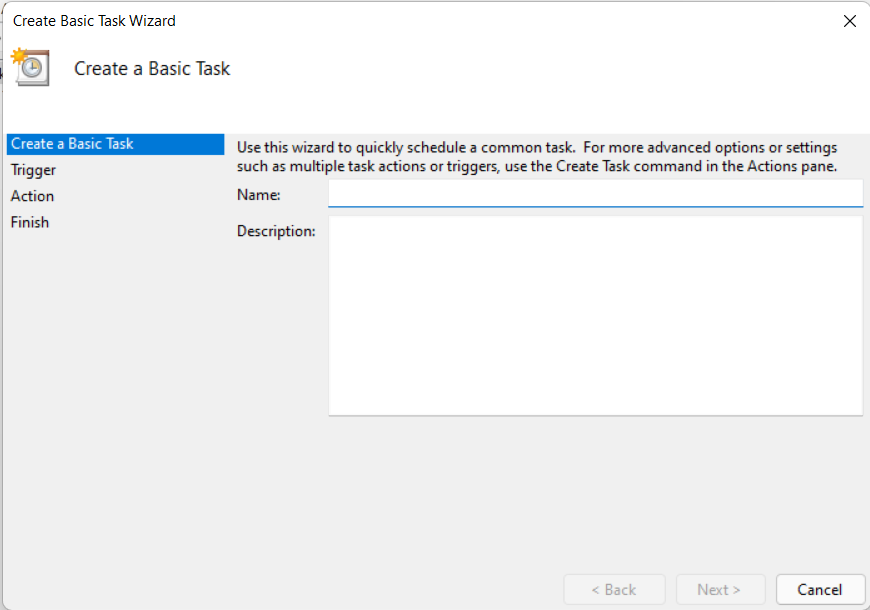 Create Basic Task Wizard
Create a Basic Task
Create a Basic Task
Trigger
Action
Finish
Use this wizard to quickly schedule a common task.  For more advanced options or settings
such as multiple task actions or triggers, use the Create Task command in the Actions pane.
Name:
Description:
< Back
Next >
Cancel